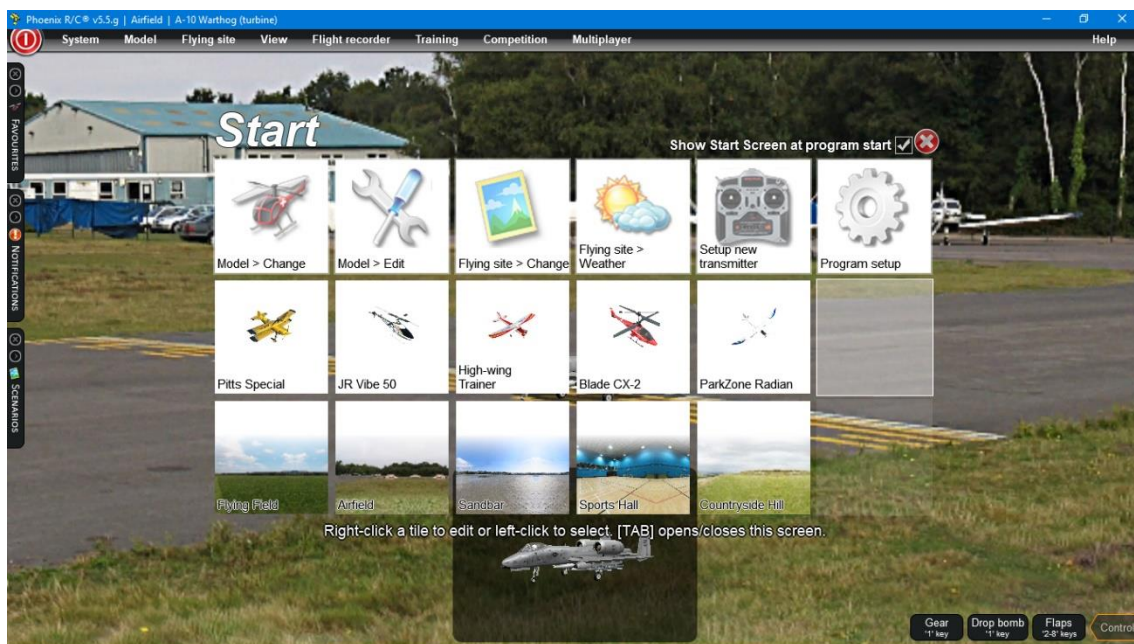 Phoenix R/C® v5.5.g | Airfield | A-10 Warthog (turbine)
System Model Flying site View Flight recorder Training Competition Multiplayer Help
FAVOURITES
NOTIFICATIONS
SCENARIOS
Start
Show Start Screen at program start
Model > Change
Model > Edit
Flying site > Change
Flying site >
Weather
Setup new
transmitter
Program setup
Pitts Special
JR Vibe 50
High-wing
Trainer
Blade CX-2
ParkZone Radian
Flying Field
Airfield
Sandbar
Sports Hall
Countryside Hill
Right-click a tile to edit or left-click to select. [TAB] opens/closes this screen.
Gear
'1' key
Drop bomb
'1' key
Flaps
'2-8' keys
Control